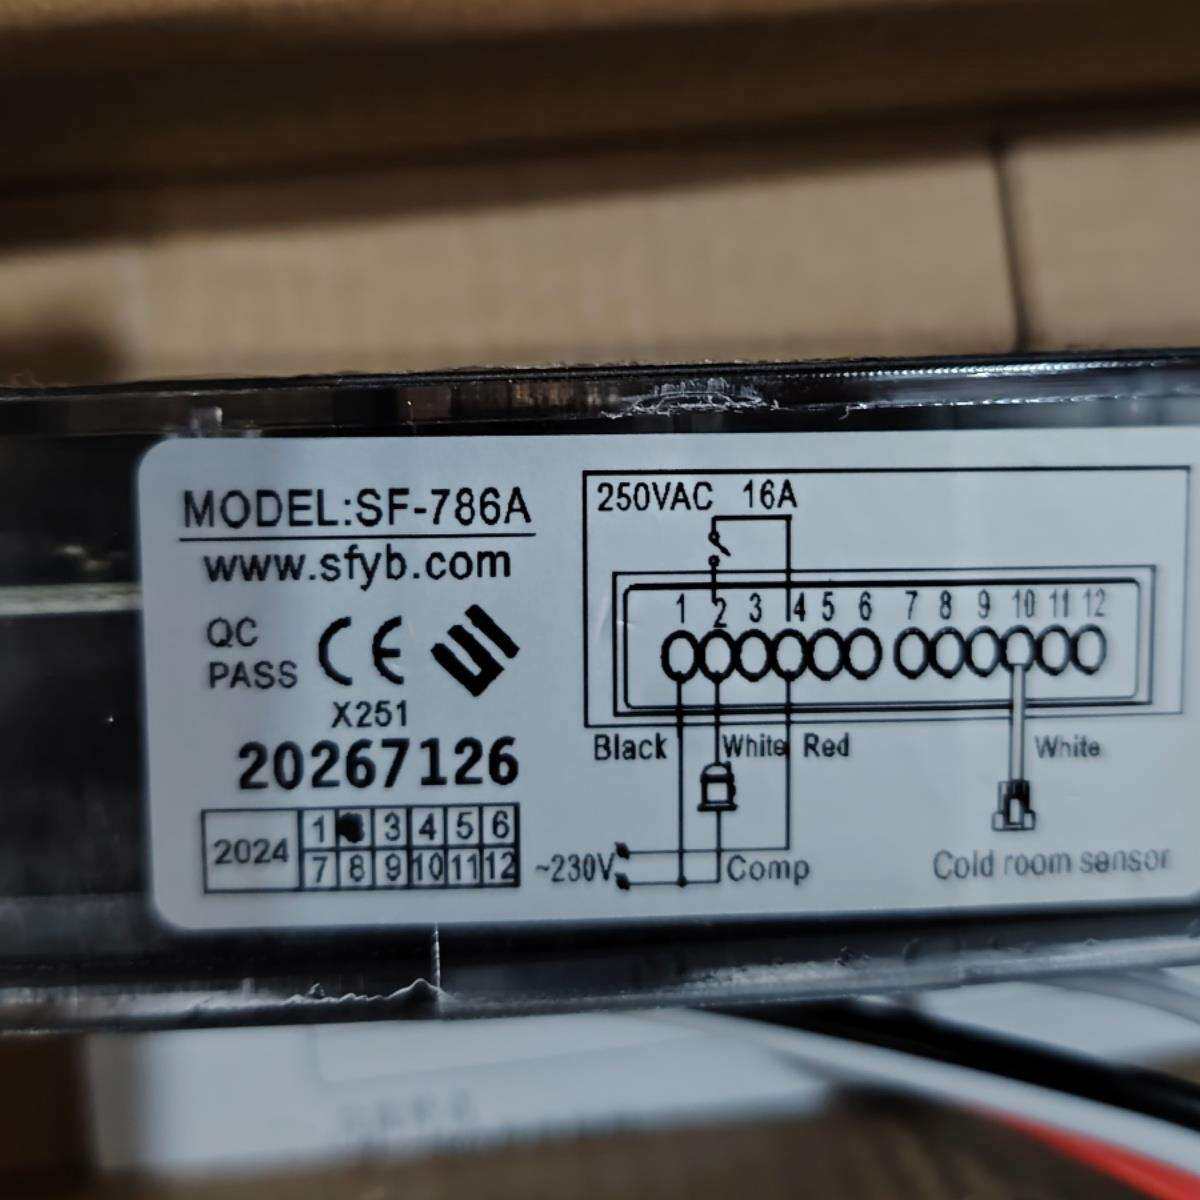 MODEL:SF-786A
www.sfyb.com
QC
PASS
CE
X251
20267126
2024 1 3 4 5 6
7 8 9 10 11 12
250VAC 16A
1 2 3 4 5 6 7 8 9 10 11 12
Black White Red White
~230V Comp Cold room sensor